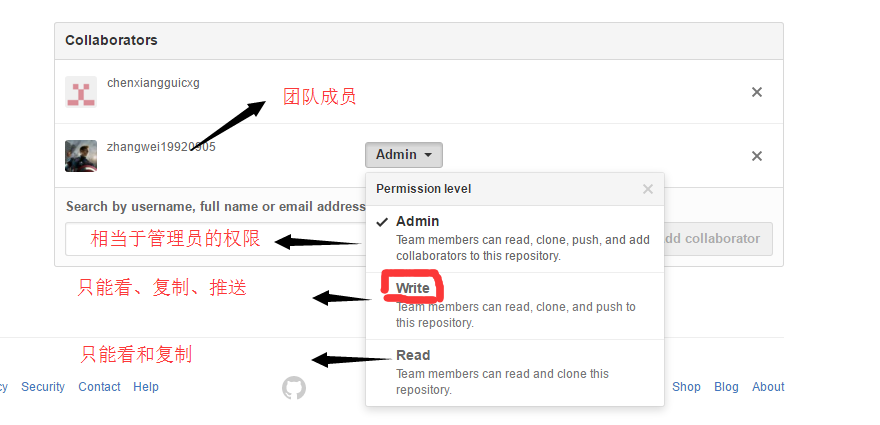 Collaborators
chenxiangguicxg
团队成员
zhangwei19920905
Admin
Permission level
Search by username, full name or email address
Admin
Team members can read, clone, push, and add
collaborators to this repository.
相当于管理员的权限
dd collaborator
Write
Team members can read, clone, and push to
this repository.
只能看、复制、推送
Read
Team members can read and clone this
repository.
只能看和复制
cy Security Contact Help
Shop Blog About